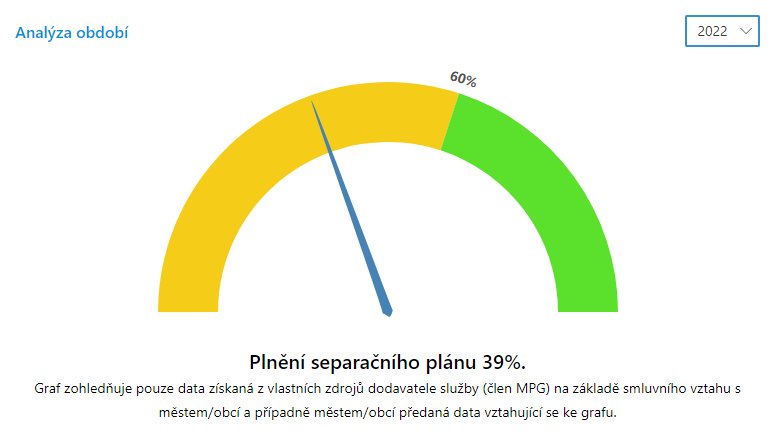 Analýza období
2022
60%
Plnění separačního plánu 39%.
Graf zohledňuje pouze data získaná z vlastních zdrojů dodavatele služby (člen MPG) na základě smluvního vztahu s
městem/obcí a případně městem/obcí předaná data vztahující se ke grafu.